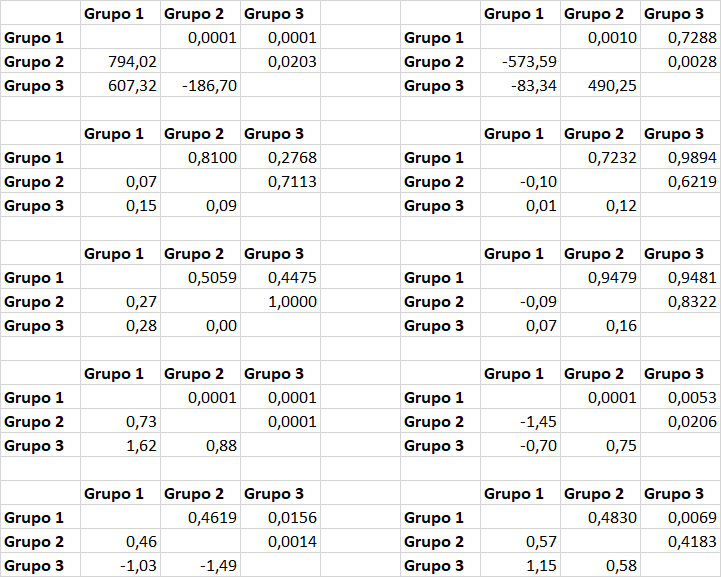 Grupo 1 Grupo 2 Grupo 3 Grupo 1 Grupo 2 Grupo 3
Grupo 1 0,0001 0,0001 Grupo 1 0,0010 0,7288
Grupo 2 794,02 0,0203 Grupo 2 -573,59 0,0028
Grupo 3 607,32 -186,70 Grupo 3 -83,34 490,25
Grupo 1 Grupo 2 Grupo 3 Grupo 1 Grupo 2 Grupo 3
Grupo 1 0,8100 0,2768 Grupo 1 0,7232 0,9894
Grupo 2 0,07 0,7113 Grupo 2 -0,10 0,6219
Grupo 3 0,15 0,09 Grupo 3 0,01 0,12
Grupo 1 Grupo 2 Grupo 3 Grupo 1 Grupo 2 Grupo 3
Grupo 1 0,5059 0,4475 Grupo 1 0,9479 0,9481
Grupo 2 0,27 1,0000 Grupo 2 -0,09 0,8322
Grupo 3 0,28 0,00 Grupo 3 0,07 0,16
Grupo 1 Grupo 2 Grupo 3 Grupo 1 Grupo 2 Grupo 3
Grupo 1 0,0001 0,0001 Grupo 1 0,0001 0,0053
Grupo 2 0,73 0,0001 Grupo 2 -1,45 0,0206
Grupo 3 1,62 0,88 Grupo 3 -0,70 0,75
Grupo 1 Grupo 2 Grupo 3 Grupo 1 Grupo 2 Grupo 3
Grupo 1 0,4619 0,0156 Grupo 1 0,4830 0,0069
Grupo 2 0,46 0,0014 Grupo 2 0,57 0,4183
Grupo 3 -1,03 -1,49 Grupo 3 1,15 0,58